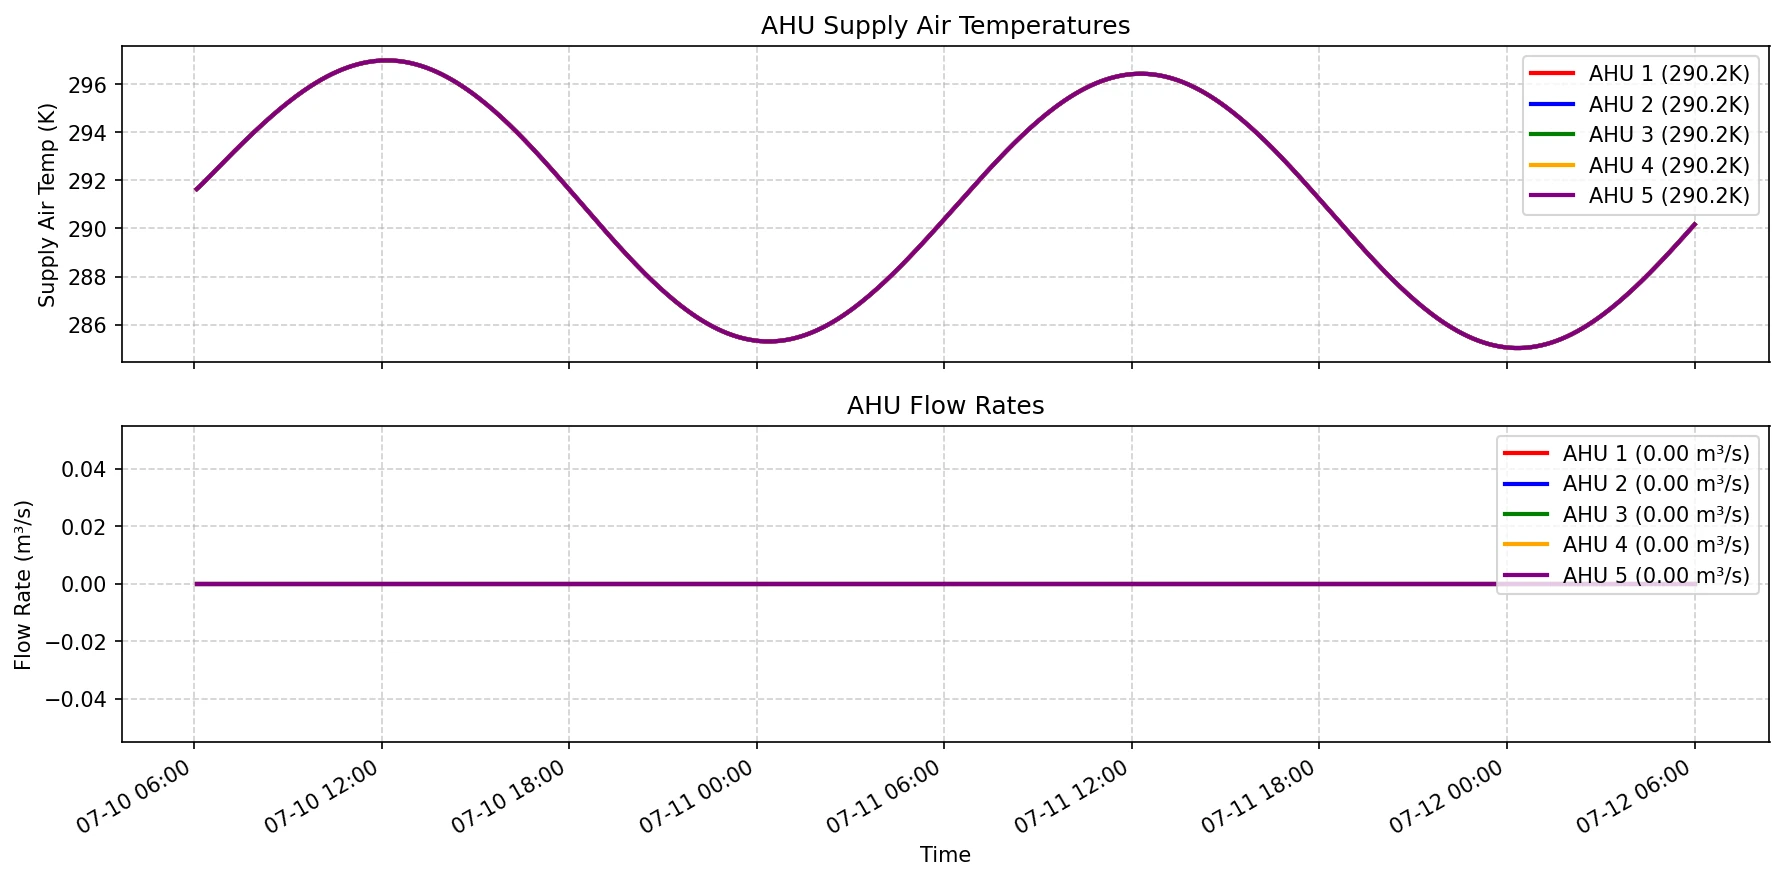 AHU Supply Air Temperatures
Supply Air Temp (K)
296
294
292
290
288
286
AHU 1 (290.2K)
AHU 2 (290.2K)
AHU 3 (290.2K)
AHU 4 (290.2K)
AHU 5 (290.2K)
AHU Flow Rates
Flow Rate (m³/s)
0.04
0.02
0.00
−0.02
−0.04
AHU 1 (0.00 m³/s)
AHU 2 (0.00 m³/s)
AHU 3 (0.00 m³/s)
AHU 4 (0.00 m³/s)
AHU 5 (0.00 m³/s)
07-10 06:00
07-10 12:00
07-10 18:00
07-11 00:00
07-11 06:00
07-11 12:00
07-11 18:00
07-12 00:00
07-12 06:00
Time